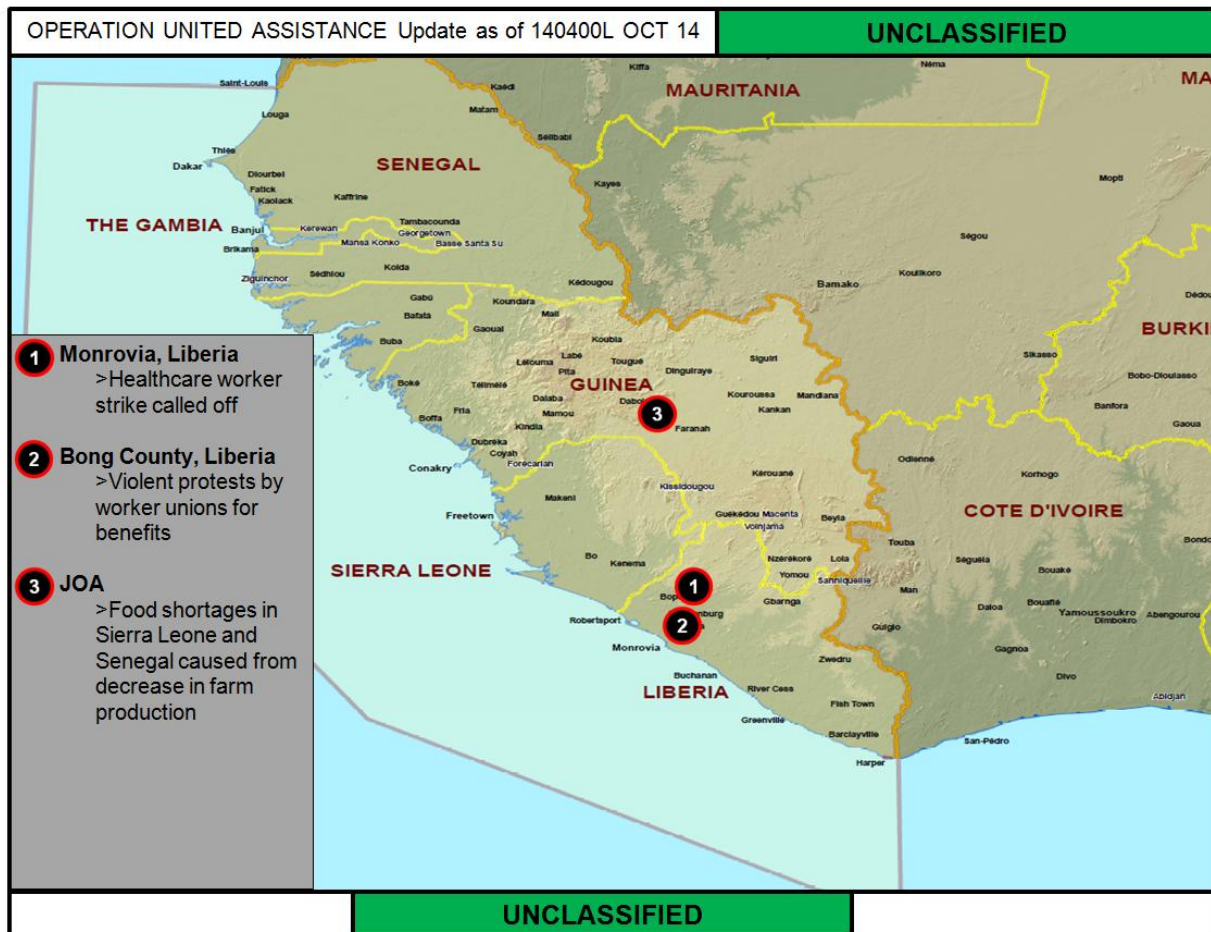 OPERATION UNITED ASSISTANCE Update as of 140400L OCT 14
UNCLASSIFIED
Kiffa
Néma
MAURITANIA
MA
Saint-Louis
Kaédi
Louga
Matam
Sélibabi
Thiès
Dakar
SENEGAL
Diourbel
Kayes
Mopti
Fatick
Kaffrine
Kaolack
THE GAMBIA
Banjul
Kerewan
Tambacounda
Georgetown
Ségou
Brikama
Mansa Konko
Basse Santa Su
Ziguinchor
Sédhiou
Kolda
Koulikoro
Kédougou
Bamako
Gabú
Koundara
Dédou
Bafatá
Mali
Gaoual
Koubia
BURKI
Buba
Labé
Lélouma
Pita
Tougué
Siguiri
Sikasso
Dinguiraye
Boké
Télimélé
GUINEA
Bobo-Dioulasso
Dalaba
Dabol
Kouroussa
Mandiana
Banfora
Boffa
Fria
Mamou
3
Kankan
Gaoua
Kindia
Faranah
Dubréka
Coyah
Odienné
Conakry
Forécariah
Kérouané
Korhogo
Kissidougou
Makeni
Freetown
Guékédou
Macenta
Beyla
COTE D'IVOIRE
Voinjama
Touba
Bondo
Bo
Kenema
Nzérékoré
Lola
Séguéla
SIERRA LEONE
Yomou
Sanniquellie
Bouaké
1
Man
Bop
Gbarnga
Daloa
Bouaflé
Robertsport
nburg
Yamoussoukro
Abengourou
2
a
Dimbokro
Guiglo
Monrovia
Gagnoa
Zwedru
Buchanan
Divo
LIBERIA
River Cess
Fish Town
Abidjan
Greenville
Barclayville
San-Pédro
Harper
1 Monrovia, Liberia
>Healthcare worker
strike called off
2 Bong County, Liberia
>Violent protests by
worker unions for
benefits
3 JOA
>Food shortages in
Sierra Leone and
Senegal caused from
decrease in farm
production
UNCLASSIFIED